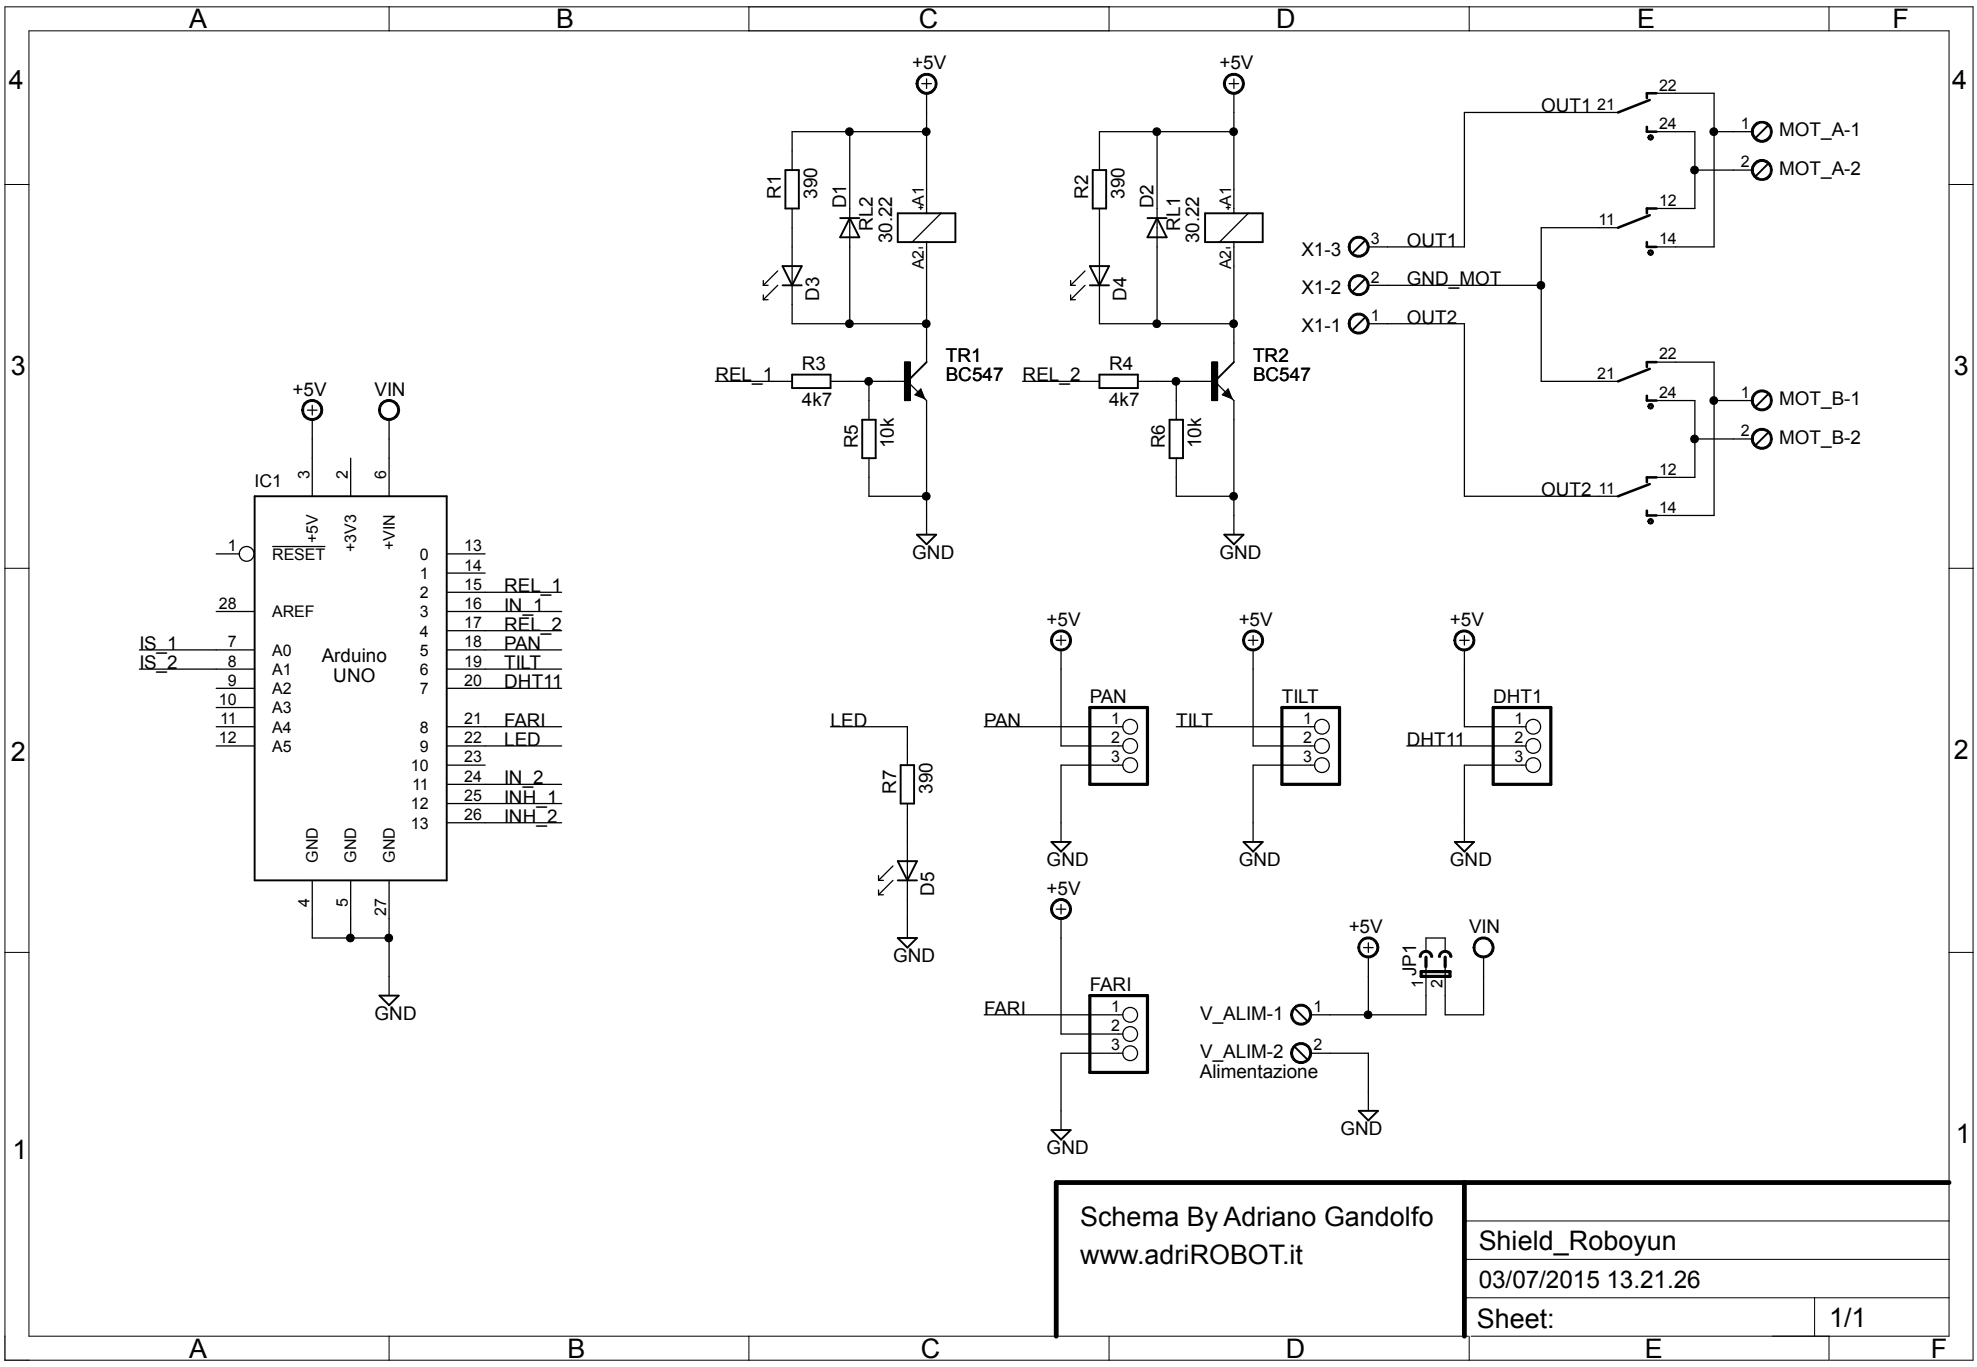 A B C D E F
4 4
3 3
2 2
1 1
A B C D E F
+5V
R1
390
D1
RL2
30.22
+A1
A2-
D3
REL_1
R3
4k7
TR1
BC547
R5
10k
GND
+5V
R2
390
D2
RL1
30.22
+A1
A2-
D4
REL_2
R4
4k7
TR2
BC547
R6
10k
GND
X1-3 3 OUT1
X1-2 2 GND_MOT
X1-1 1 OUT2
OUT1 21
22
24
11
12
14
1 MOT_A-1
2 MOT_A-2
21
22
24
OUT2 11
12
14
1 MOT_B-1
2 MOT_B-2
+5V VIN
IC1
3 2 6
+5V +3V3 +VIN
1 RESET
28 AREF
IS_1 7 A0
IS_2 8 A1
9 A2
10 A3
11 A4
12 A5
Arduino
UNO
0 13
1 14
2 15 REL_1
3 16 IN_1
4 17 REL_2
5 18 PAN
6 19 TILT
7 20 DHT11
8 21 FARI
9 22 LED
10 23
11 24 IN_2
12 25 INH_1
13 26 INH_2
GND GND GND
4 5 27
GND
LED
R7
390
D5
GND
+5V
PAN
PAN
1
2
3
GND
+5V
TILT
TILT
1
2
3
GND
+5V
DHT1
DHT11
1
2
3
GND
+5V
FARI
FARI
1
2
3
GND
+5V
JP1
1 2
VIN
V_ALIM-1 1
V_ALIM-2 2
Alimentazione
GND
Schema By Adriano Gandolfo
www.adriROBOT.it
Shield_Roboyun
03/07/2015 13.21.26
Sheet: 1/1